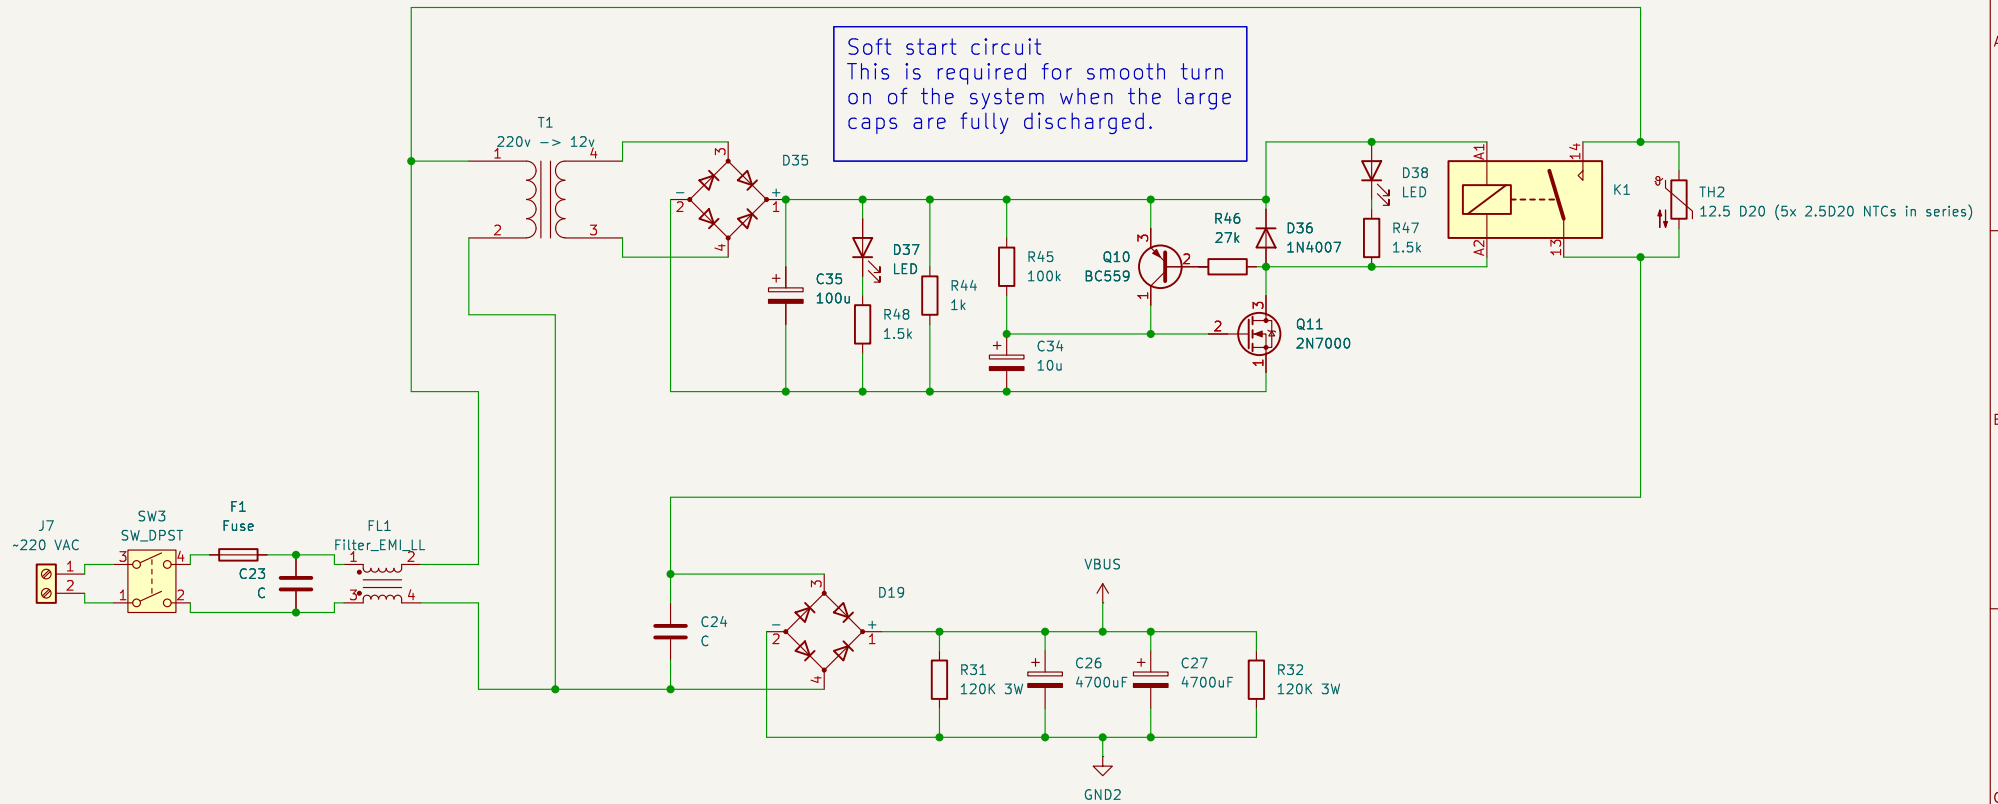 Soft start circuit
This is required for smooth turn
on of the system when the large
caps are fully discharged.
T1
220v -> 12v
1
4
2
3
D35
3
-
2
+
1
4
+
C35
100u
D37
LED
R48
1.5k
R44
1k
R45
100k
+
C34
10u
Q10
BC559
3
2
1
R46
27k
D36
1N4007
3
2
1
Q11
2N7000
D38
LED
R47
1.5k
A1
A2
14
13
K1
TH2
12.5 D20 (5x 2.5D20 NTCs in series)
J7
~220 VAC
1
2
SW3
SW_DPST
3
4
1
2
F1
Fuse
C23
C
FL1
Filter_EMI_LL
1
2
3
4
C24
C
D19
3
-
2
+
1
4
VBUS
R31
120K 3W
+
C26
4700uF
+
C27
4700uF
R32
120K 3W
GND2